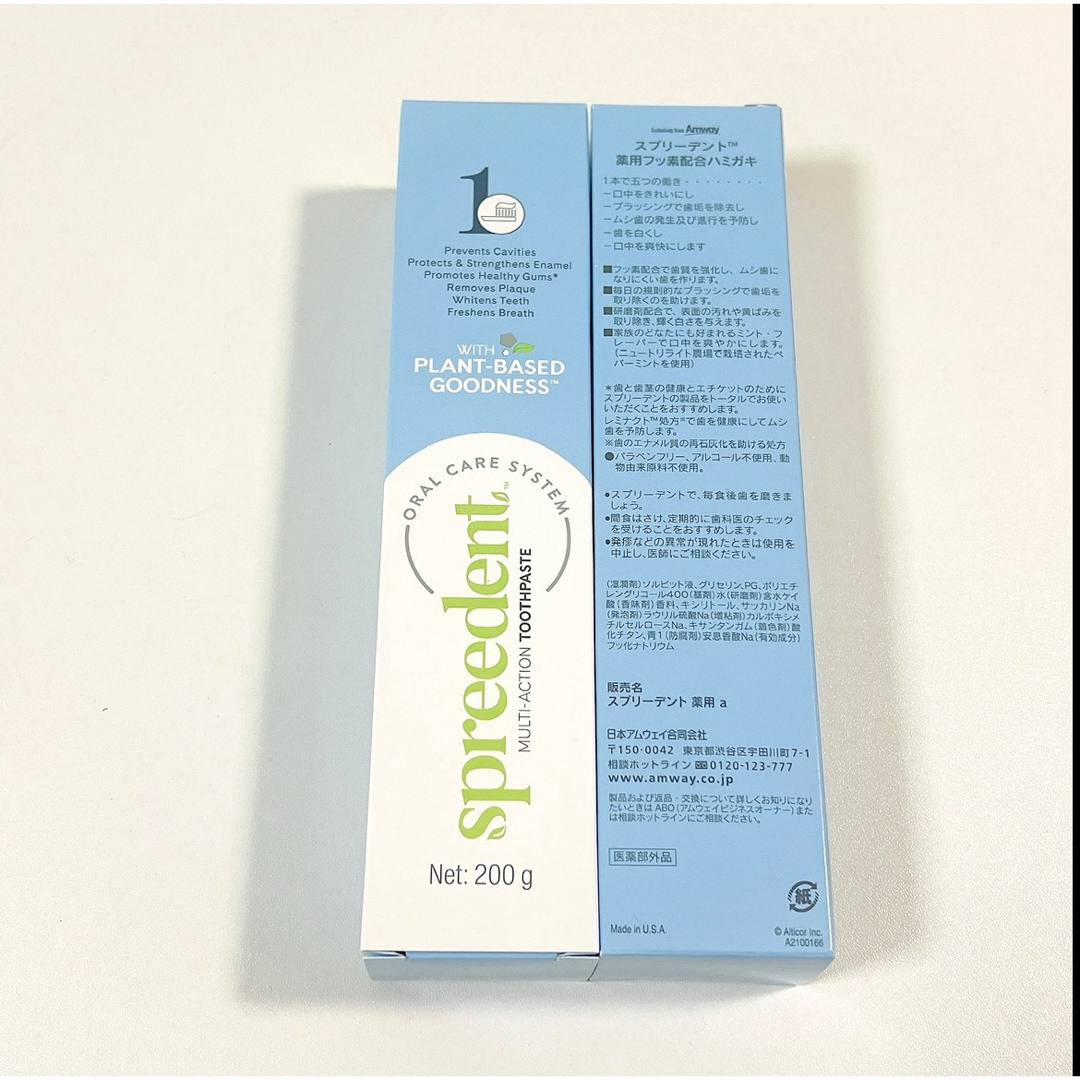 1
Prevents Cavities
Protects & Strengthens Enamel
Promotes Healthy Gums*
Removes Plaque
Whitens Teeth
Freshens Breath
WITH
PLANT-BASED
GOODNESS™
ORAL CARE SYSTEM
spreedent™
MULTI-ACTION TOOTHPASTE
Net: 200 g
Exclusively from Amway
スプリーデント™
薬用フッ素配合ハミガキ
1本で五つの働き・・・・・・・・
−口中をきれいにし
−ブラッシングで歯垢を除去し
−ムシ歯の発生及び進行を予防し
−歯を白くし
−口中を爽快にします
■フッ素配合で歯質を強化し、ムシ歯に
なりにくい歯を作ります。
■毎日の規則的なブラッシングで歯垢を
取り除くのを助けます。
■研磨剤配合で、表面の汚れや黄ばみを
取り除き、輝く白さを与えます。
■家族のどなたにも好まれるミント・フ
レーバーで口中を爽やかにします。
(ニュートリライト農場で栽培されたペ
パーミントを使用)
*歯と歯茎の健康とエチケットのために
スプリーデントの製品をトータルでお使い
いただくことをおすすめします。
レミナクト™処方※で歯を健康にしてムシ
歯を予防します。
※歯のエナメル質の再石灰化を助ける処方
●パラベンフリー、アルコール不使用、動
物由来原料不使用。
•スプリーデントで、毎食後歯を磨きま
しょう。
•間食はさけ、定期的に歯科医のチェック
を受けることをおすすめします。
•発疹などの異常が現れたときは使用を
中止し、医師にご相談ください。
(湿潤剤)ソルビット液、グリセリン、PG、ポリエチ
レングリコール400(基剤)水(研磨剤)含水ケイ
酸(香味剤)香料、キシリトール、サッカリンNa
(発泡剤)ラウリル硫酸Na(増粘剤)カルボキシメ
チルセルロースNa、キサンタンガム(着色剤)酸
化チタン、青1(防腐剤)安息香酸Na(有効成分)
フッ化ナトリウム
販売名
スプリーデント 薬用 a
日本アムウェイ合同会社
〒150-0042 東京都渋谷区宇田川町7-1
相談ホットライン 0120-123-777
www.amway.co.jp
製品および返品・交換について詳しくお知りになり
たいときは ABO(アムウェイビジネスオーナー)また
は相談ホットラインにご相談ください。
医薬部外品
紙
Made in U.S.A.
© Alticor Inc.
A2100166